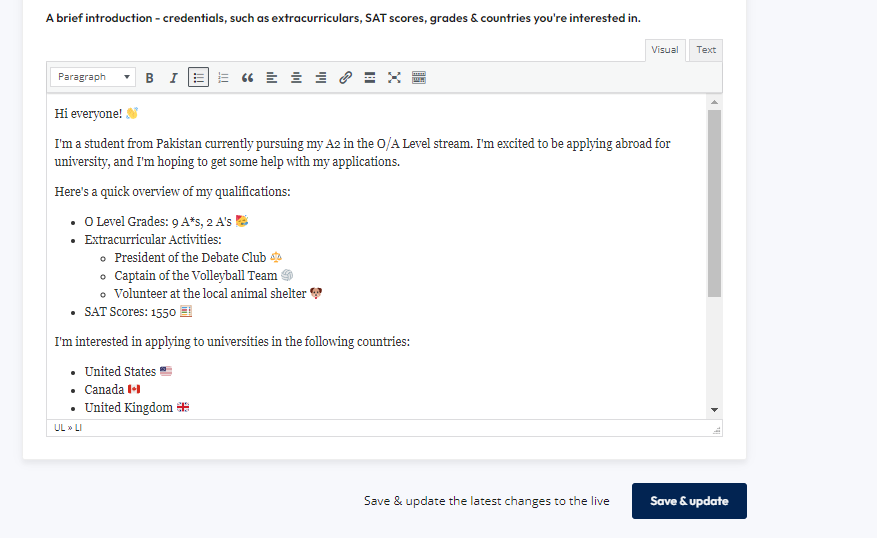 A brief introduction - credentials, such as extracurriculars, SAT scores, grades & countries you're interested in.
Visual Text
Paragraph
Hi everyone! 👋
I'm a student from Pakistan currently pursuing my A2 in the O/A Level stream. I'm excited to be applying abroad for
university, and I'm hoping to get some help with my applications.
Here's a quick overview of my qualifications:
• O Level Grades: 9 A*s, 2 A's 🥳
• Extracurricular Activities:
◦ President of the Debate Club ⚖️
◦ Captain of the Volleyball Team 🏐
◦ Volunteer at the local animal shelter 🐶
• SAT Scores: 1550
I'm interested in applying to universities in the following countries:
• United States 🇺🇸
• Canada 🇨🇦
• United Kingdom 🇬🇧
UL » LI
Save & update the latest changes to the live
Save & update